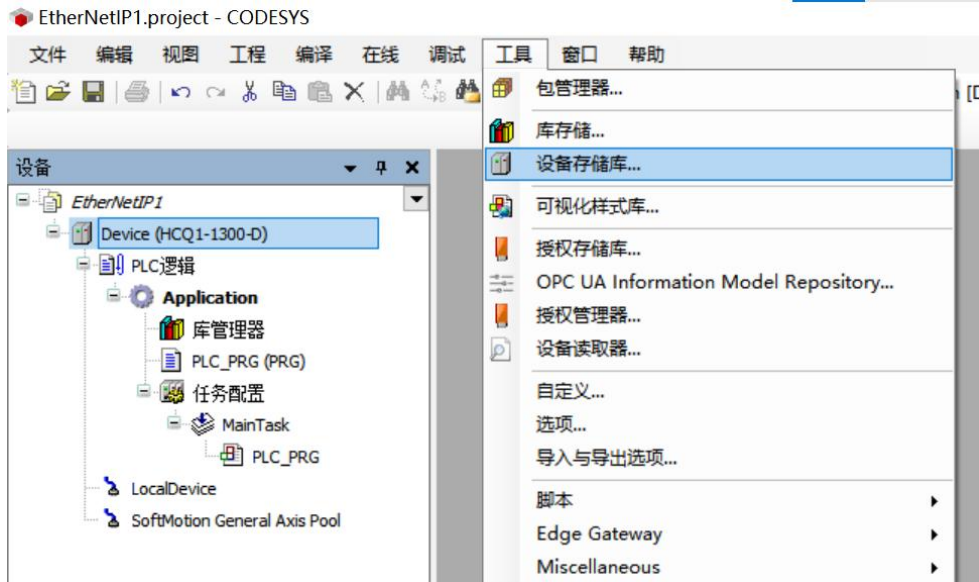 EtherNetIP1.project - CODESYS
文件 编辑 视图 工程 编译 在线 调试 工具 窗口 帮助
包管理器...
库存储...
设备存储库...
可视化样式库...
授权存储库...
OPC UA Information Model Repository...
授权管理器...
设备读取器...
自定义...
选项...
导入与导出选项...
脚本
Edge Gateway
Miscellaneous
设备
EtherNetIP1
Device (HCQ1-1300-D)
PLC逻辑
Application
库管理器
PLC_PRG (PRG)
任务配置
MainTask
PLC_PRG
LocalDevice
SoftMotion General Axis Pool